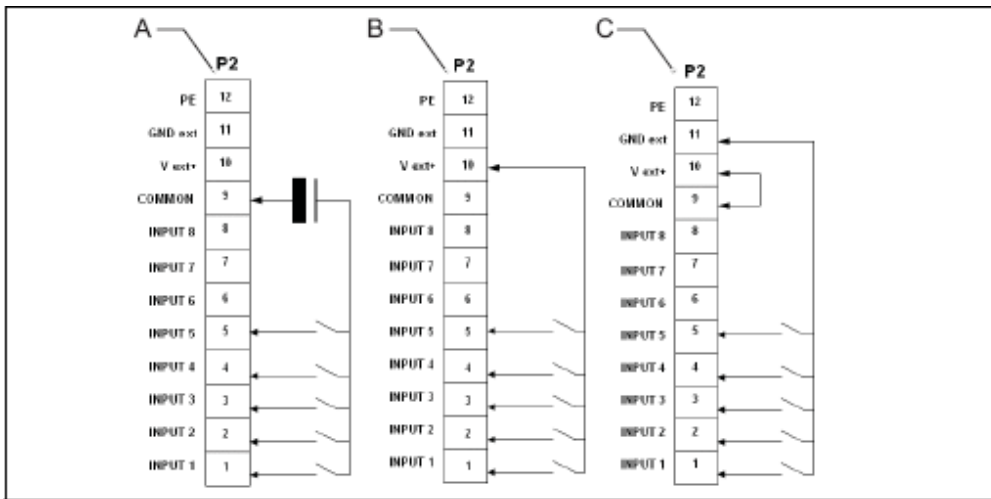 A
P2
PE 12
GND ext 11
V ext+ 10
COMMON 9
INPUT 8 8
INPUT 7 7
INPUT 6 6
INPUT 5 5
INPUT 4 4
INPUT 3 3
INPUT 2 2
INPUT 1 1
B
P2
PE 12
GND ext 11
V ext+ 10
COMMON 9
INPUT 8 8
INPUT 7 7
INPUT 6 6
INPUT 5 5
INPUT 4 4
INPUT 3 3
INPUT 2 2
INPUT 1 1
C
P2
PE 12
GND ext 11
V ext+ 10
COMMON 9
INPUT 8 8
INPUT 7 7
INPUT 6 6
INPUT 5 5
INPUT 4 4
INPUT 3 3
INPUT 2 2
INPUT 1 1